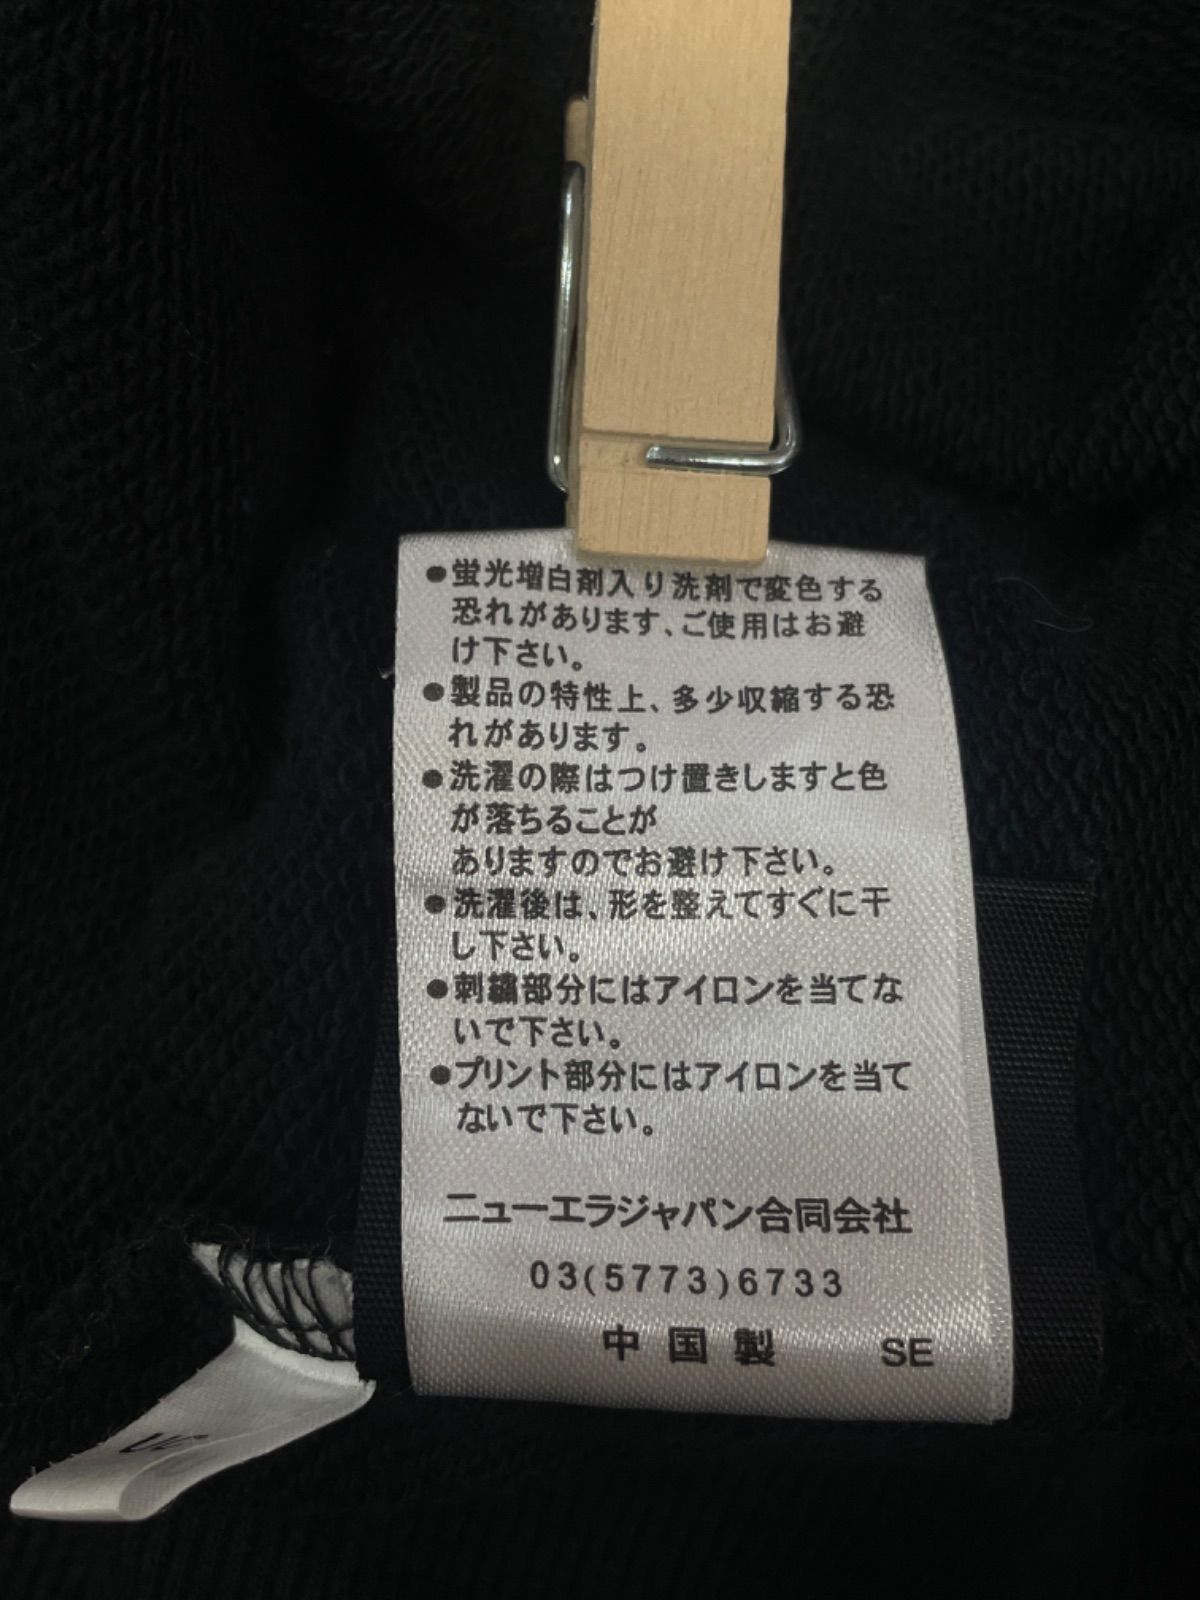 ●蛍光増白剤入り洗剤で変色する
恐れがあります、ご使用はお避
け下さい。
●製品の特性上、多少収縮する恐
れがあります。
●洗濯の際はつけ置きしますと色
が落ちることが
ありますのでお避け下さい。
●洗濯後は、形を整えてすぐに干
し下さい。
●刺繍部分にはアイロンを当てな
いで下さい。
●プリント部分にはアイロンを当て
ないで下さい。
ニューエラジャパン合同会社
03(5773)6733
中国製 SE